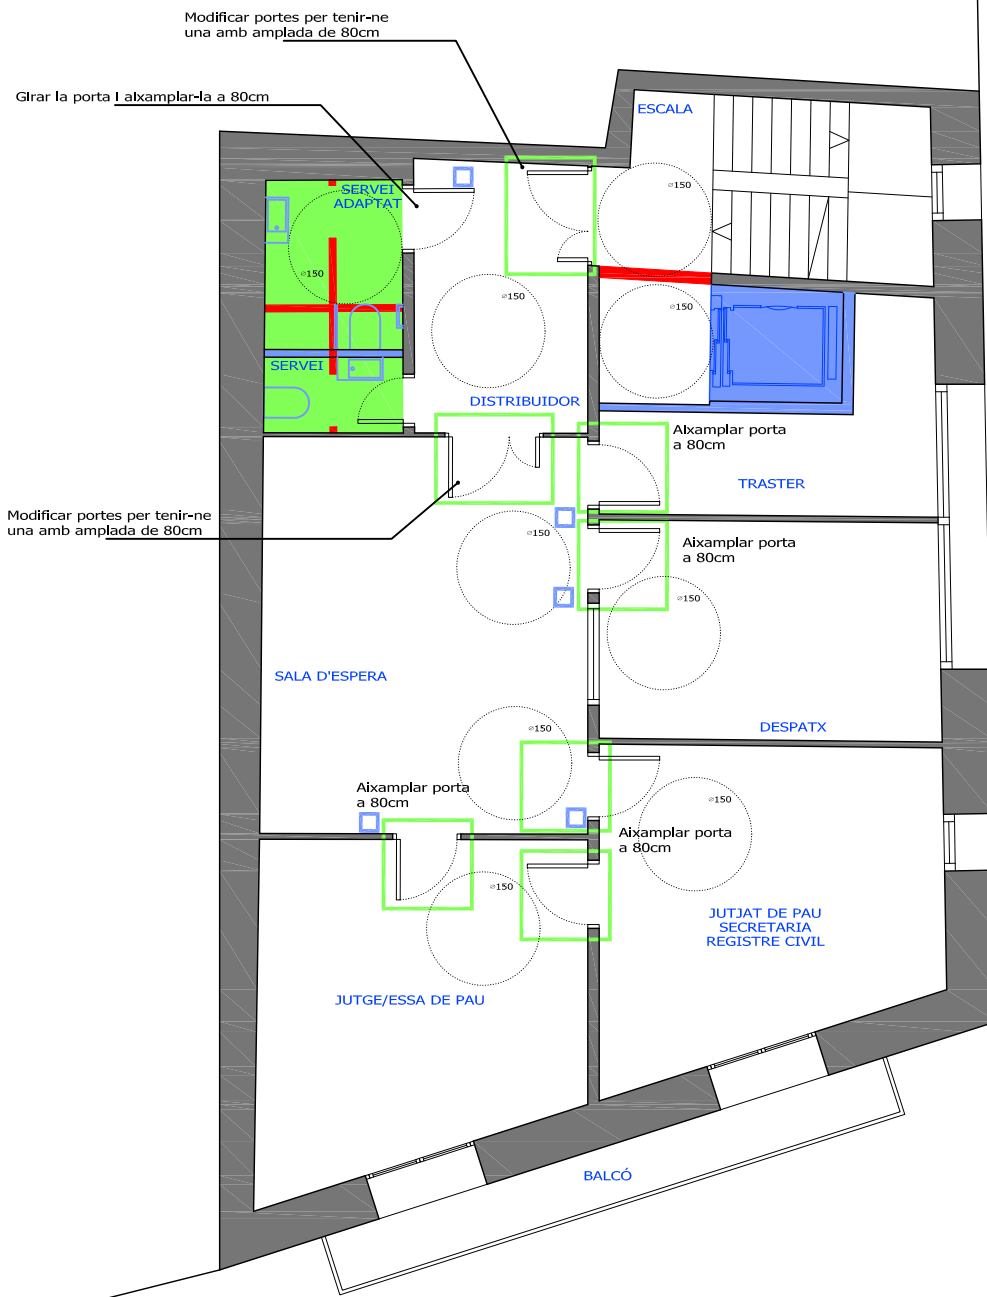 Modificar portes per tenir-ne
una amb amplada de 80cm
Girar la porta i aixamplar-la a 80cm
ESCALA
SERVEI
ADAPTAT
⌀150
⌀150
⌀150
⌀150
SERVEI
DISTRIBUIDOR
Aixamplar porta
a 80cm
TRASTER
Modificar portes per tenir-ne
una amb amplada de 80cm
⌀150
Aixamplar porta
a 80cm
⌀150
SALA D'ESPERA
DESPATX
⌀150
Aixamplar porta
a 80cm
⌀150
Aixamplar porta
a 80cm
⌀150
JUTJAT DE PAU
SECRETARIA
REGISTRE CIVIL
JUTGE/ESSA DE PAU
BALCÓ